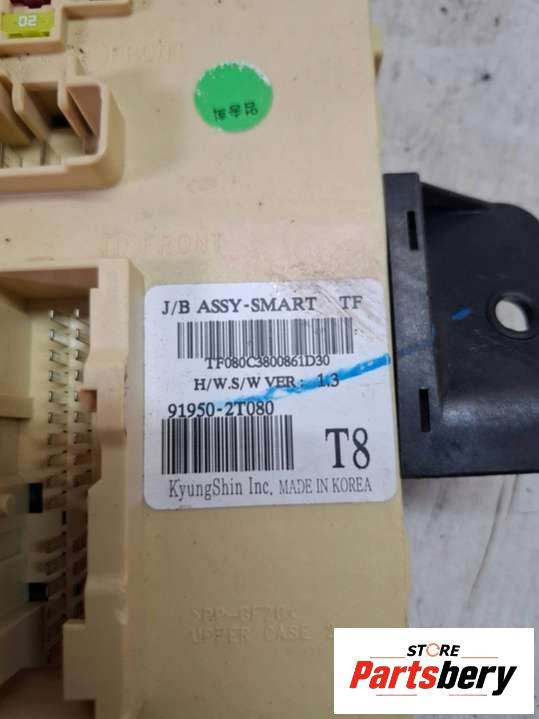 20
FRONT
FRONT
J/B ASSY-SMART TF
TF080C3800861D30
H/W.S/W VER: 1.3
91950-2T080
T8
KyungShin Inc. MADE IN KOREA
UPPER CASE
STORE
Partsbery